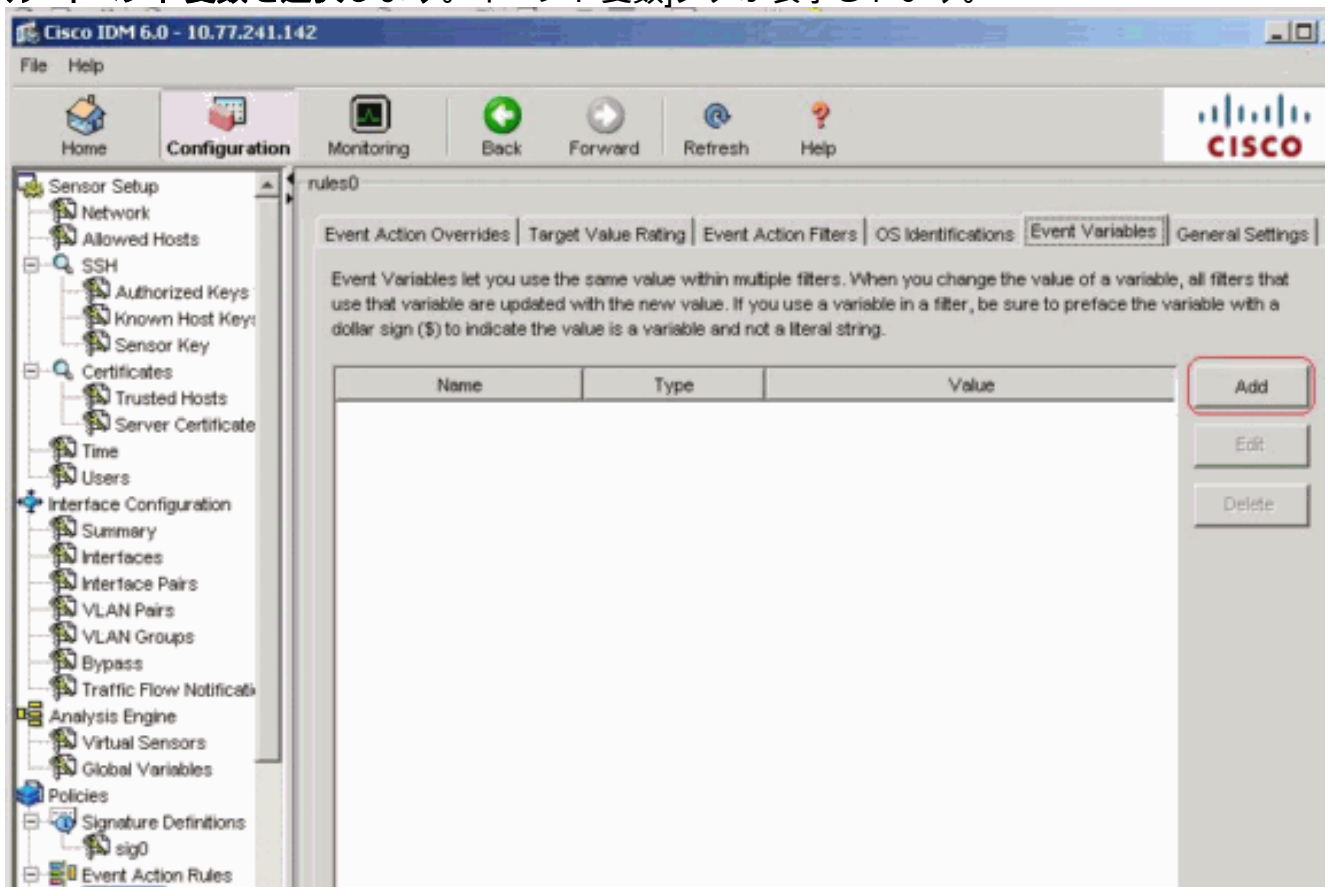 Cisco IDM 6.0 - 10.77.241.142
File Help
Home Configuration Monitoring Back Forward Refresh Help
CISCO
Sensor Setup
Network
Allowed Hosts
SSH
Authorized Keys
Known Host Key
Sensor Key
Certificates
Trusted Hosts
Server Certificate
Time
Users
Interface Configuration
Summary
Interfaces
Interface Pairs
VLAN Pairs
VLAN Groups
Bypass
Traffic Flow Notificati
Analysis Engine
Virtual Sensors
Global Variables
Policies
Signature Definitions
sig0
Event Action Rules
rules0
Event Action Overrides Target Value Rating Event Action Filters OS Identifications Event Variables General Settings
Event Variables let you use the same value within multiple filters. When you change the value of a variable, all filters that
use that variable are updated with the new value. If you use a variable in a filter, be sure to preface the variable with a
dollar sign ($) to indicate the value is a variable and not a literal string.
Name Type Value
Add
Edit
Delete